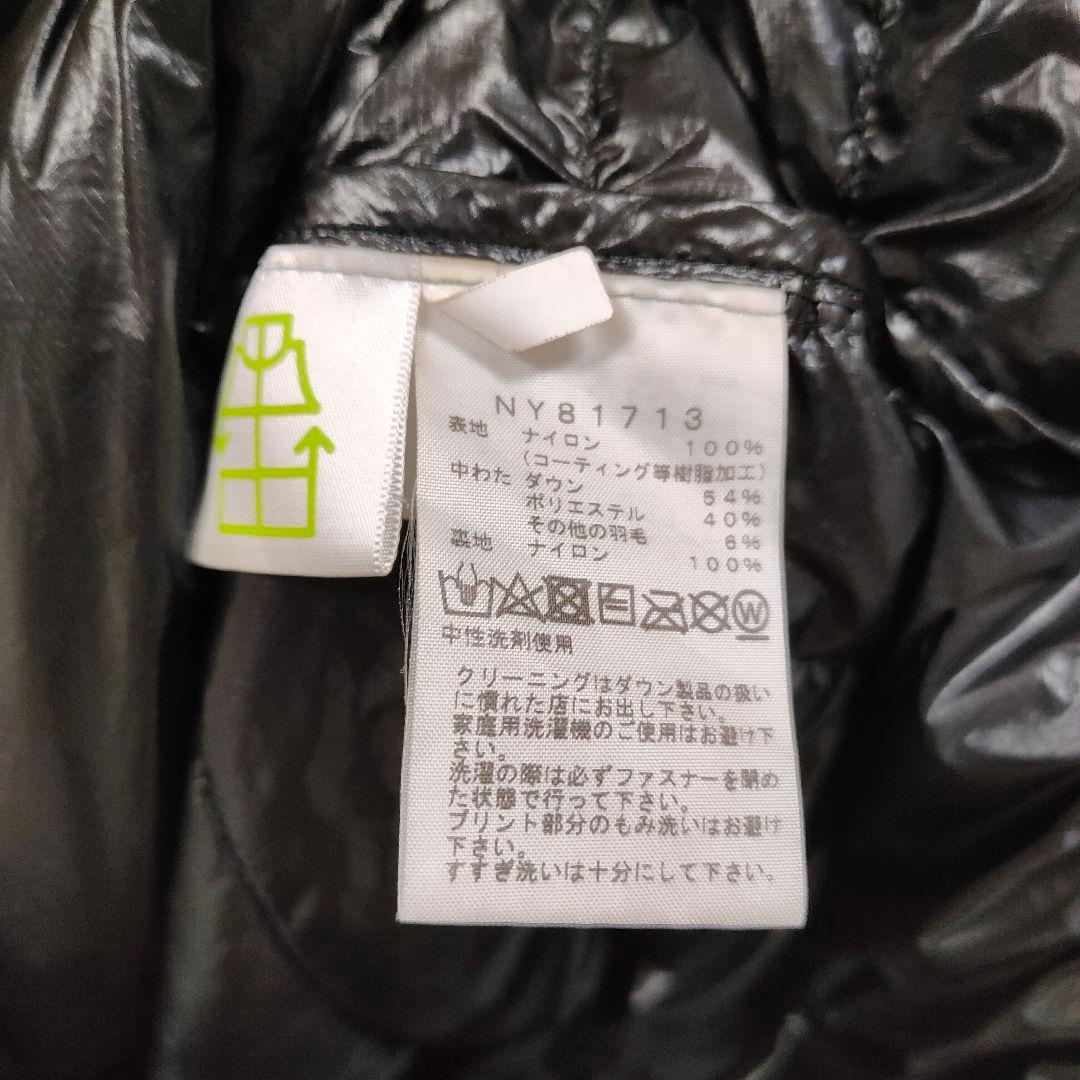 NY81713
表地 ナイロン 100%
(コーティング等樹脂加工)
中わた ダウン 54%
ポリエステル 40%
その他の羽毛 6%
裏地 ナイロン 100%
W
中性洗剤使用
クリーニングはダウン製品の扱い
に慣れた店にお出し下さい。
家庭用洗濯機のご使用はお避け下
さい。
洗濯の際は必ずファスナーを閉め
た状態で行って下さい。
プリント部分のもみ洗いはお避け
下さい。
すすぎ洗いは十分にして下さい。